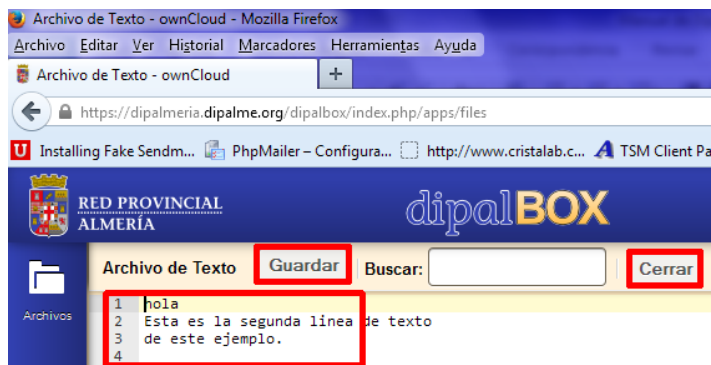 Archivo de Texto - ownCloud - Mozilla Firefox
Archivo Editar Ver Historial Marcadores Herramientas Ayuda
Archivo de Texto - ownCloud +
https://dipalmeria.dipalme.org/dipalbox/index.php/apps/files
U Installing Fake Sendm... PhpMailer – Configura... http://www.cristalab.c... A TSM Client Pa
RED PROVINCIAL
ALMERÍA
dipalBOX
Archivo de Texto Guardar Buscar: Cerrar
Archivos
1 hola
2 Esta es la segunda linea de texto
3 de este ejemplo.
4